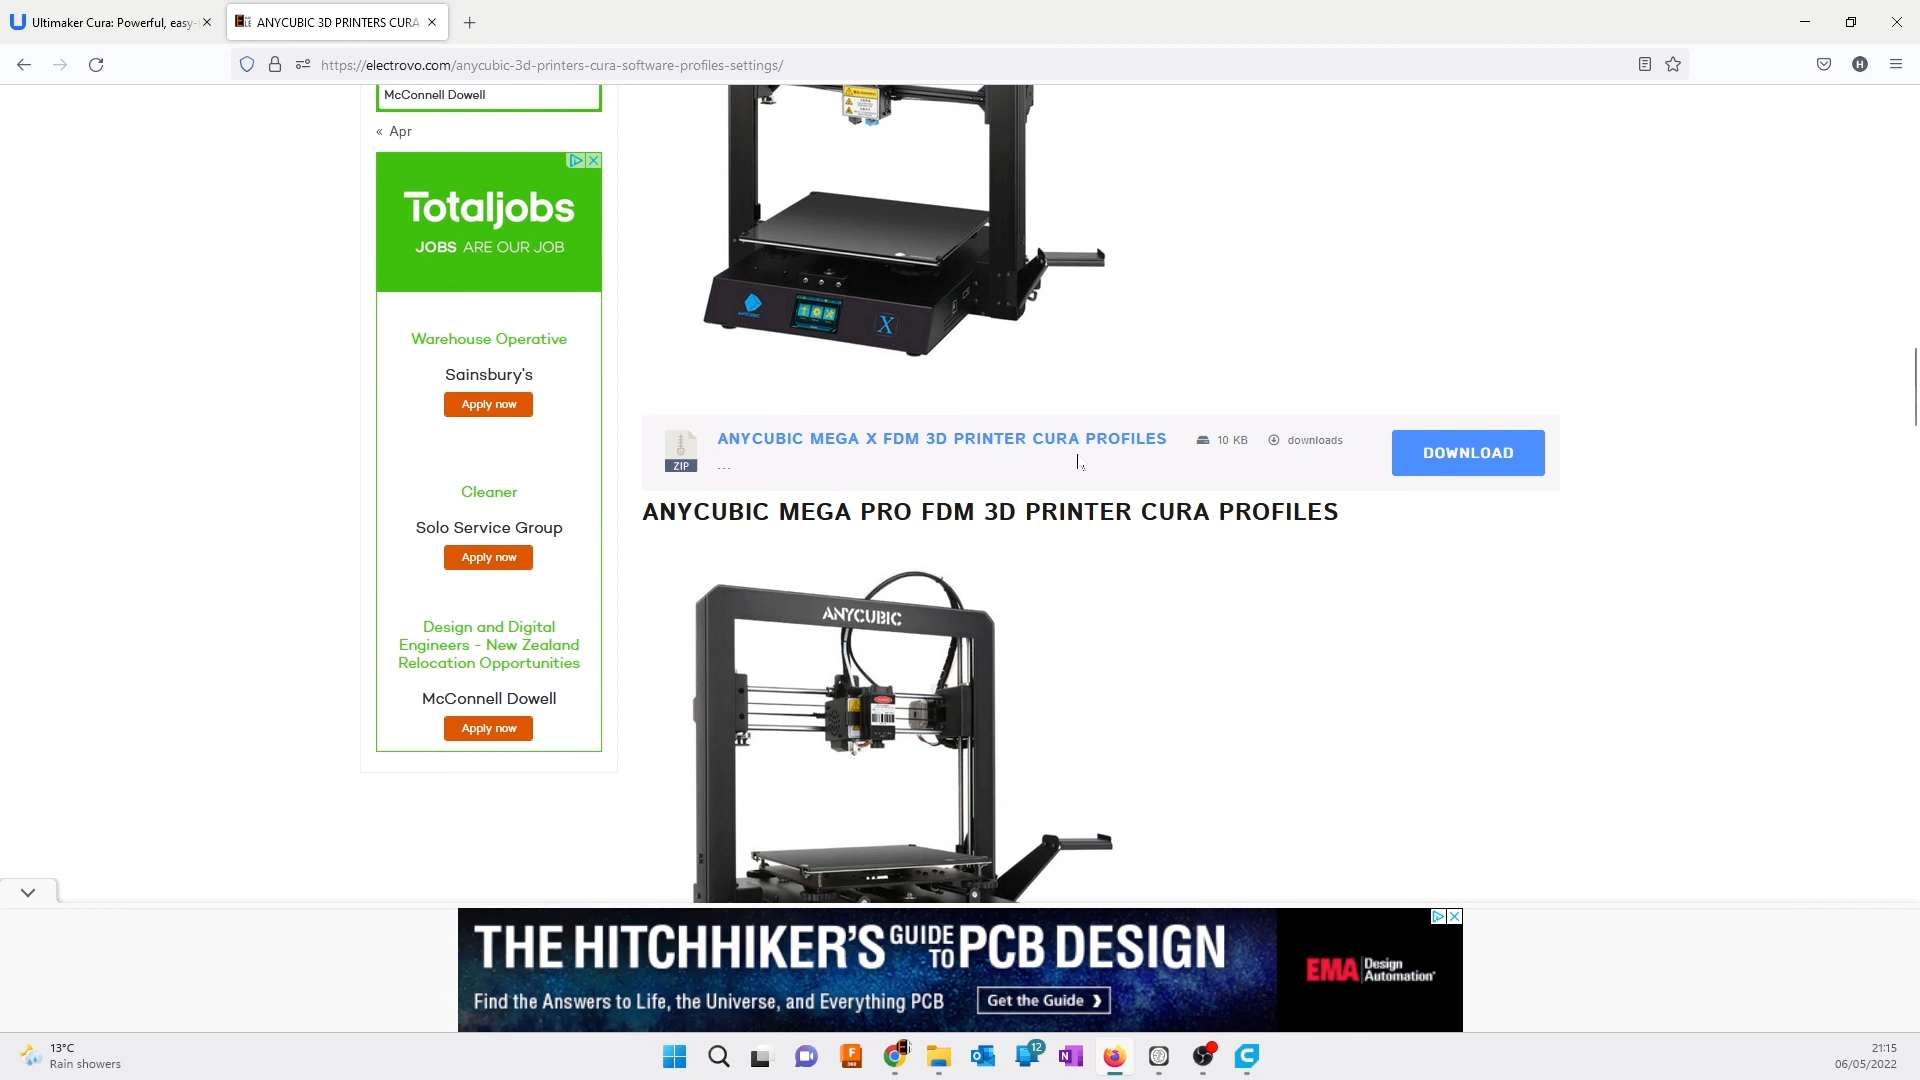 Ultimaker Cura: Powerful, easy-
ANYCUBIC 3D PRINTERS CURA
https://electrovo.com/anycubic-3d-printers-cura-software-profiles-settings/
McConnell Dowell
« Apr
Totaljobs
JOBS ARE OUR JOB
Warehouse Operative
Sainsbury's
Apply now
Cleaner
Solo Service Group
Apply now
Design and Digital
Engineers - New Zealand
Relocation Opportunities
McConnell Dowell
Apply now
X
ZIP
ANYCUBIC MEGA X FDM 3D PRINTER CURA PROFILES
10 KB
downloads
...
DOWNLOAD
ANYCUBIC MEGA PRO FDM 3D PRINTER CURA PROFILES
ANYCUBIC
THE HITCHHIKER'S GUIDE TO PCB DESIGN
Find the Answers to Life, the Universe, and Everything PCB
Get the Guide ❯
EMA Design
Automation
13°C
Rain showers
12
21:15
06/05/2022